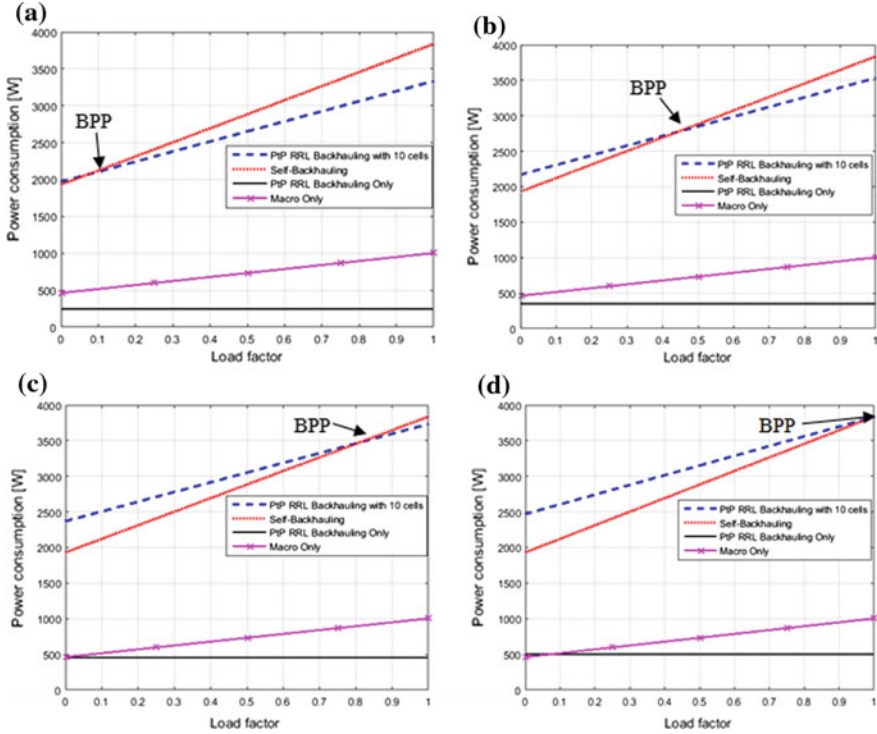 (a)
Power consumption [W]
4000
3500
3000
2500
2000
1500
1000
500
0
BPP
PtP RRL Backhauling with 10 cells
Self-Backhauling
PtP RRL Backhauling Only
Macro Only
0 0.1 0.2 0.3 0.4 0.5 0.6 0.7 0.8 0.9 1
Load factor
(b)
Power consumption [W]
4000
3500
3000
2500
2000
1500
1000
500
0
BPP
PtP RRL Backhauling with 10 cells
Self-Backhauling
PtP RRL Backhauling Only
Macro Only
0 0.1 0.2 0.3 0.4 0.5 0.6 0.7 0.8 0.9 1
Load factor
(c)
Power consumption [W]
4000
3500
3000
2500
2000
1500
1000
500
0
BPP
PtP RRL Backhauling with 10 cells
Self-Backhauling
PtP RRL Backhauling Only
Macro Only
0 0.1 0.2 0.3 0.4 0.5 0.6 0.7 0.8 0.9 1
Load factor
(d)
Power consumption [W]
4000
3500
3000
2500
2000
1500
1000
500
0
BPP
PtP RRL Backhauling with 10 cells
Self-Backhauling
PtP RRL Backhauling Only
Macro Only
0 0.1 0.2 0.3 0.4 0.5 0.6 0.7 0.8 0.9 1
Load factor